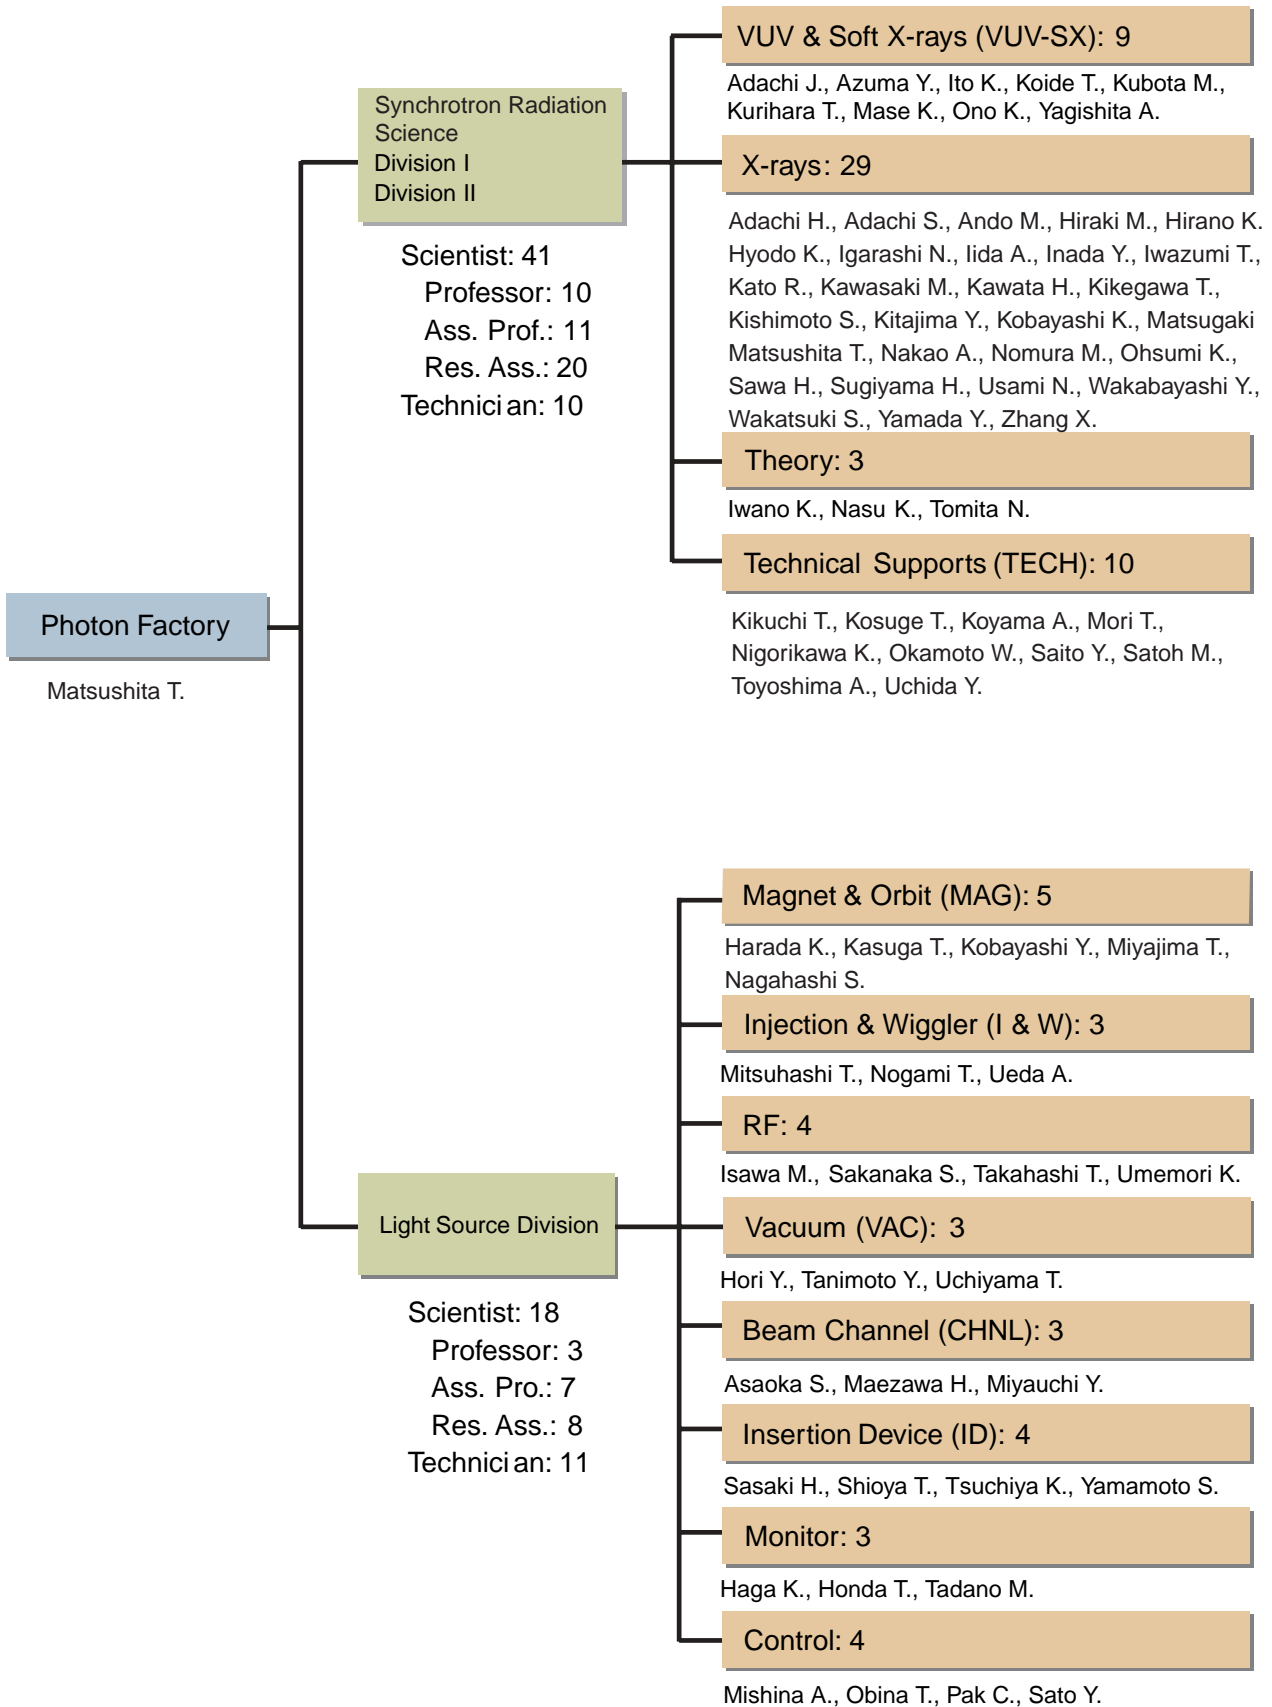 Photon Factory
Matsushita T.
Synchrotron Radiation
Science
Division I
Division II
Scientist: 41
Professor: 10
Ass. Prof.: 11
Res. Ass.: 20
Technician: 10
VUV & Soft X-rays (VUV-SX): 9
Adachi J., Azuma Y., Ito K., Koide T., Kubota M.,
Kurihara T., Mase K., Ono K., Yagishita A.
X-rays: 29
Adachi H., Adachi S., Ando M., Hiraki M., Hirano K.
Hyodo K., Igarashi N., Iida A., Inada Y., Iwazumi T.,
Kato R., Kawasaki M., Kawata H., Kikegawa T.,
Kishimoto S., Kitajima Y., Kobayashi K., Matsugaki
Matsushita T., Nakao A., Nomura M., Ohsumi K.,
Sawa H., Sugiyama H., Usami N., Wakabayashi Y.,
Wakatsuki S., Yamada Y., Zhang X.
Theory: 3
Iwano K., Nasu K., Tomita N.
Technical Supports (TECH): 10
Kikuchi T., Kosuge T., Koyama A., Mori T.,
Nigorikawa K., Okamoto W., Saito Y., Satoh M.,
Toyoshima A., Uchida Y.
Light Source Division
Scientist: 18
Professor: 3
Ass. Pro.: 7
Res. Ass.: 8
Technician: 11
Magnet & Orbit (MAG): 5
Harada K., Kasuga T., Kobayashi Y., Miyajima T.,
Nagahashi S.
Injection & Wiggler (I & W): 3
Mitsuhashi T., Nogami T., Ueda A.
RF: 4
Isawa M., Sakanaka S., Takahashi T., Umemori K.
Vacuum (VAC): 3
Hori Y., Tanimoto Y., Uchiyama T.
Beam Channel (CHNL): 3
Asaoka S., Maezawa H., Miyauchi Y.
Insertion Device (ID): 4
Sasaki H., Shioya T., Tsuchiya K., Yamamoto S.
Monitor: 3
Haga K., Honda T., Tadano M.
Control: 4
Mishina A., Obina T., Pak C., Sato Y.